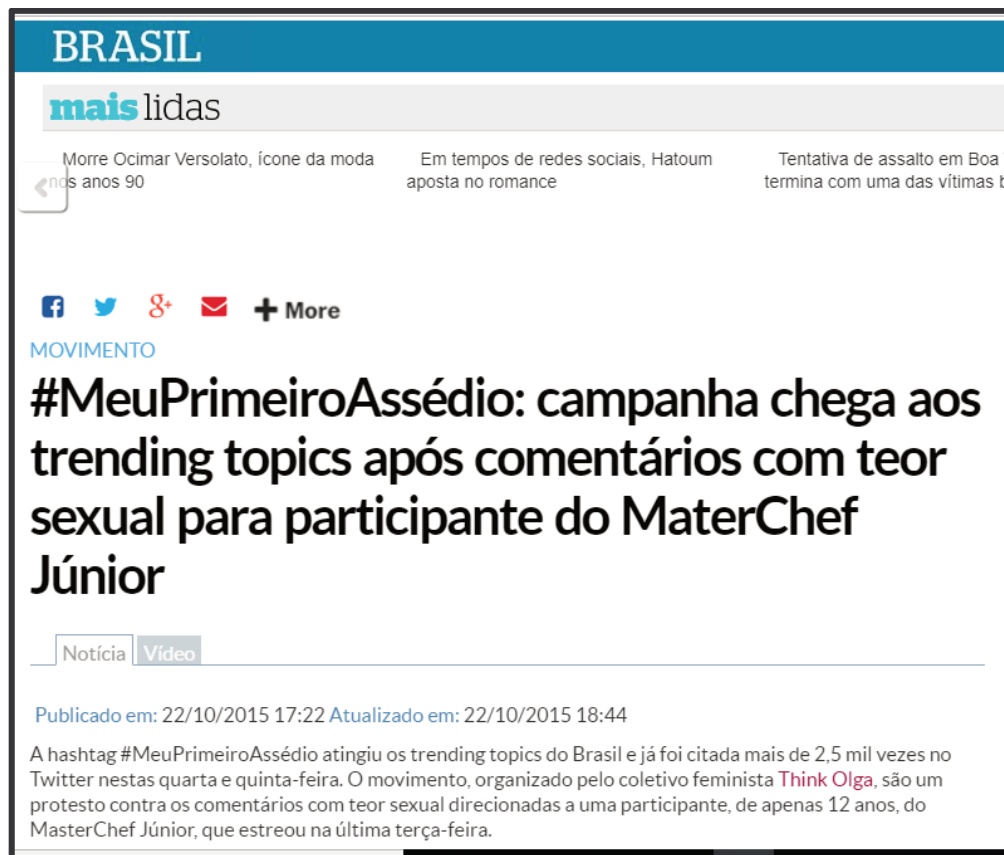 BRASIL
mais lidas
Morre Ocimar Versolato, ícone da moda
nos anos 90
Em tempos de redes sociais, Hatoum
aposta no romance
Tentativa de assalto em Boa
termina com uma das vítimas b
More
MOVIMENTO
#MeuPrimeiroAssédio: campanha chega aos
trending topics após comentários com teor
sexual para participante do MaterChef
Júnior
Notícia Vídeo
Publicado em: 22/10/2015 17:22 Atualizado em: 22/10/2015 18:44
A hashtag #MeuPrimeiroAssédio atingiu os trending topics do Brasil e já foi citada mais de 2,5 mil vezes no
Twitter nestas quarta e quinta-feira. O movimento, organizado pelo coletivo feminista Think Olga, são um
protesto contra os comentários com teor sexual direcionadas a uma participante, de apenas 12 anos, do
MasterChef Júnior, que estreou na última terça-feira.